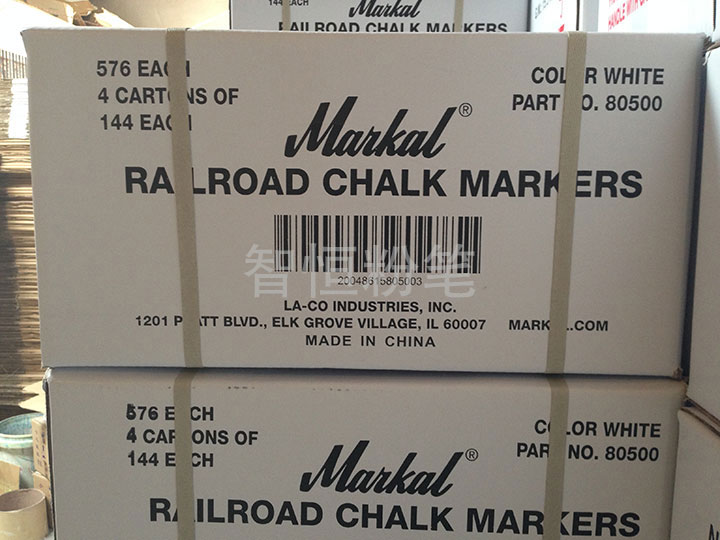 144 EACH
Markal
RAILROAD CHALK MARKERS
576 EACH
4 CARTONS OF
144 EACH
COLOR WHITE
PART NO. 80500
Markal®
RAILROAD CHALK MARKERS
智恒粉笔
20048615805003
LA-CO INDUSTRIES, INC.
1201 PRATT BLVD., ELK GROVE VILLAGE, IL 60007 MARKAL.COM
MADE IN CHINA
576 EACH
4 CARTONS OF
144 EACH
COLOR WHITE
PART NO. 80500
Markal®
RAILROAD CHALK MARKERS